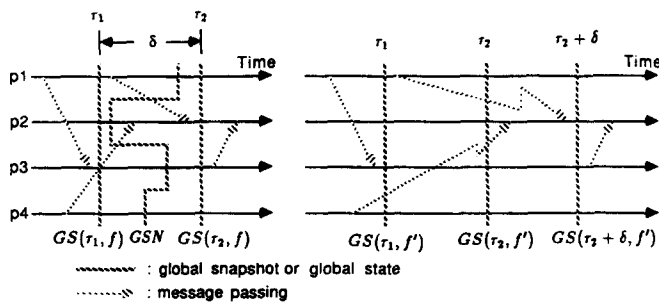 τ₁ τ₂
δ
Time
p1
p2
p3
p4
GS(τ₁, f) GSN GS(τ₂, f)
τ₁ τ₂ τ₂ + δ
Time
GS(τ₁, f′) GS(τ₂, f′) GS(τ₂ + δ, f′)
: global snapshot or global state
: message passing